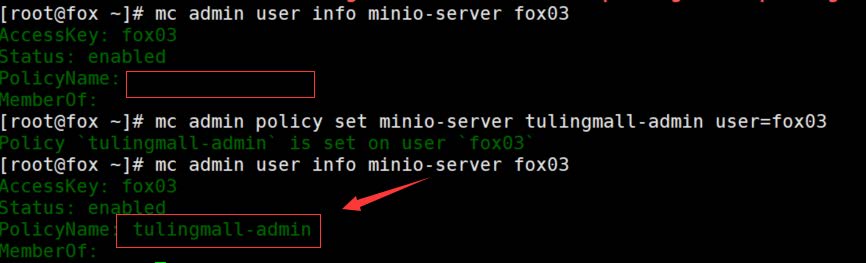 [root@fox ~]# mc admin user info minio-server fox03
AccessKey: fox03
Status: enabled
PolicyName:
MemberOf:
[root@fox ~]# mc admin policy set minio-server tulingmall-admin user=fox03
Policy `tulingmall-admin` is set on user `fox03`
[root@fox ~]# mc admin user info minio-server fox03
AccessKey: fox03
Status: enabled
PolicyName: tulingmall-admin
MemberOf: